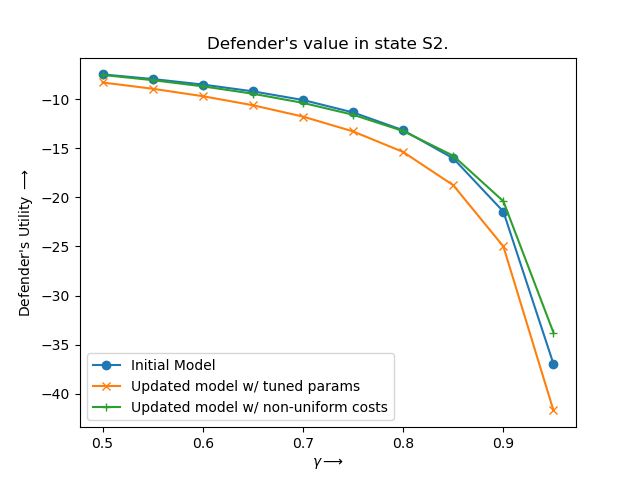 Defender's value in state S2.
Defender's Utility ⟶
−10
−15
−20
−25
−30
−35
−40
Initial Model
Updated model w/ tuned params
Updated model w/ non-uniform costs
0.5 0.6 0.7 0.8 0.9
γ⟶